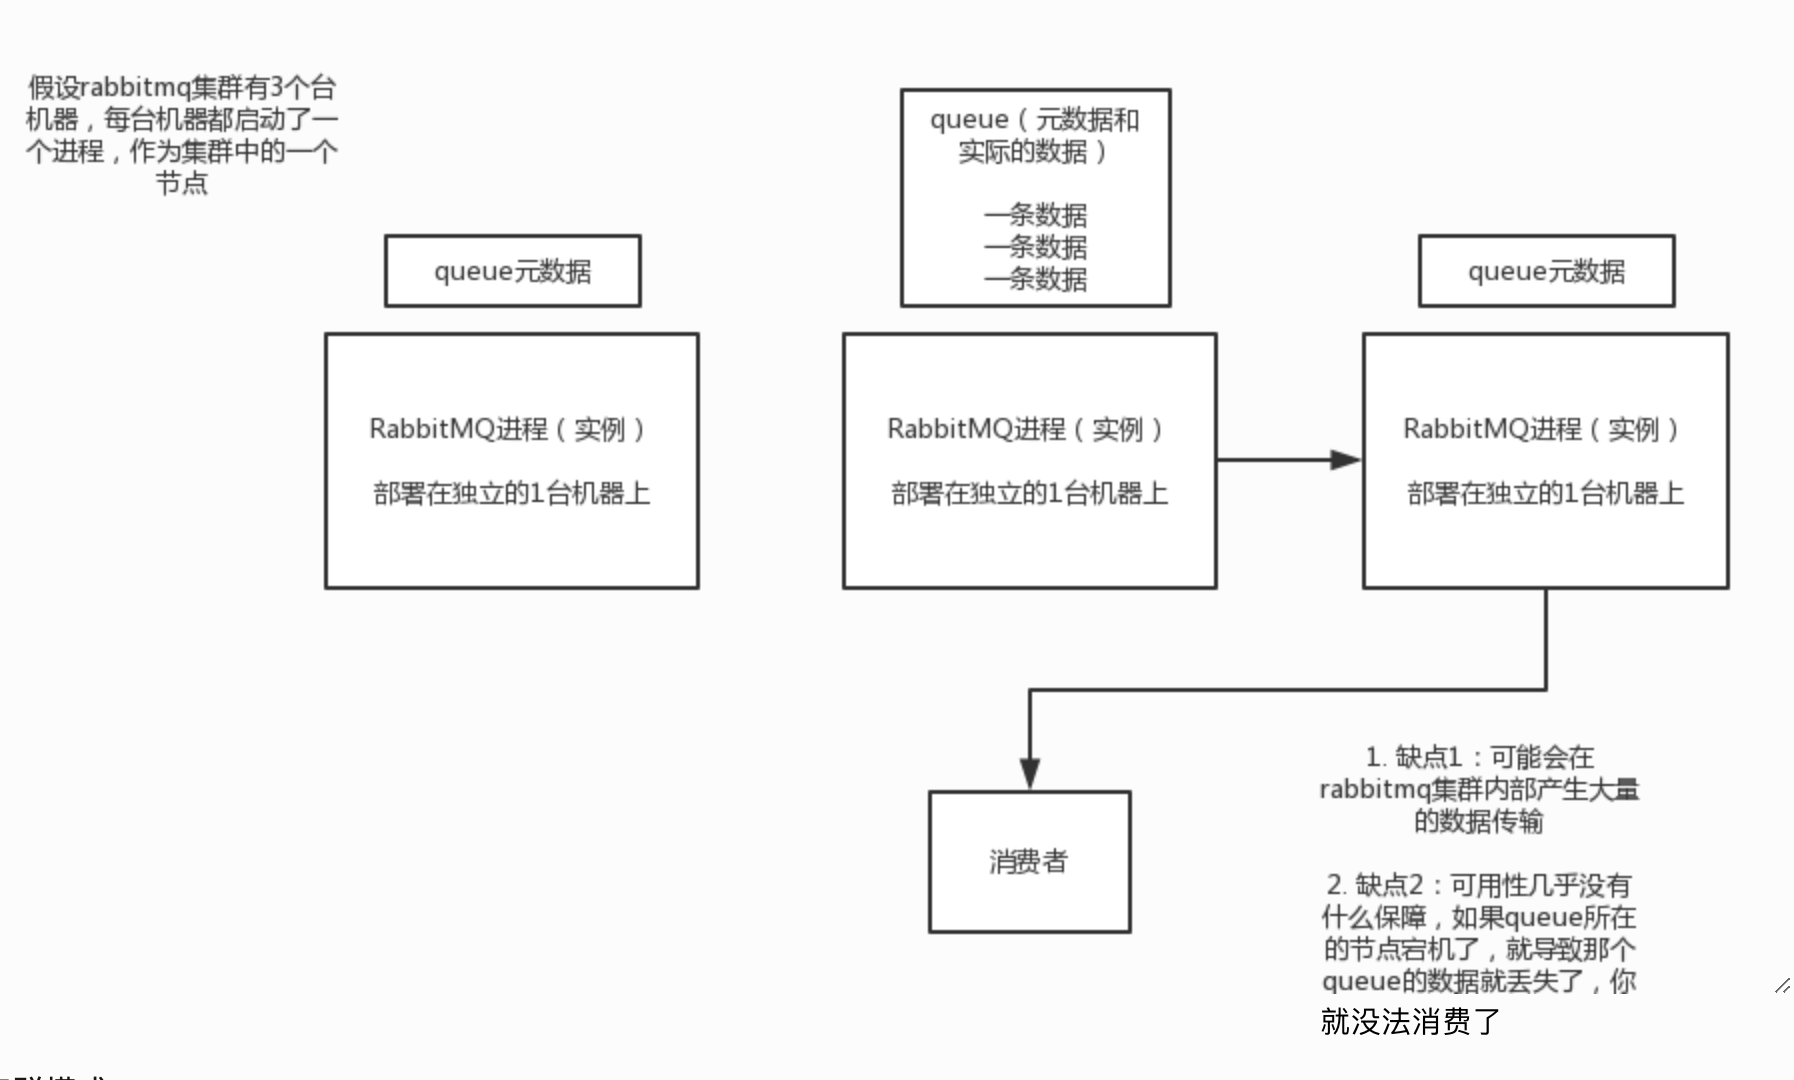 假设rabbitmq集群有3个台
机器，每台机器都启动了一
个进程，作为集群中的一个
节点
queue元数据
queue（元数据和
实际的数据）
一条数据
一条数据
一条数据
queue元数据
RabbitMQ进程（实例）
部署在独立的1台机器上
RabbitMQ进程（实例）
部署在独立的1台机器上
RabbitMQ进程（实例）
部署在独立的1台机器上
消费者
1. 缺点1：可能会在
rabbitmq集群内部产生大量
的数据传输
2. 缺点2：可用性几乎没有
什么保障，如果queue所在
的节点宕机了，就导致那个
queue的数据就丢失了，你
就没法消费了